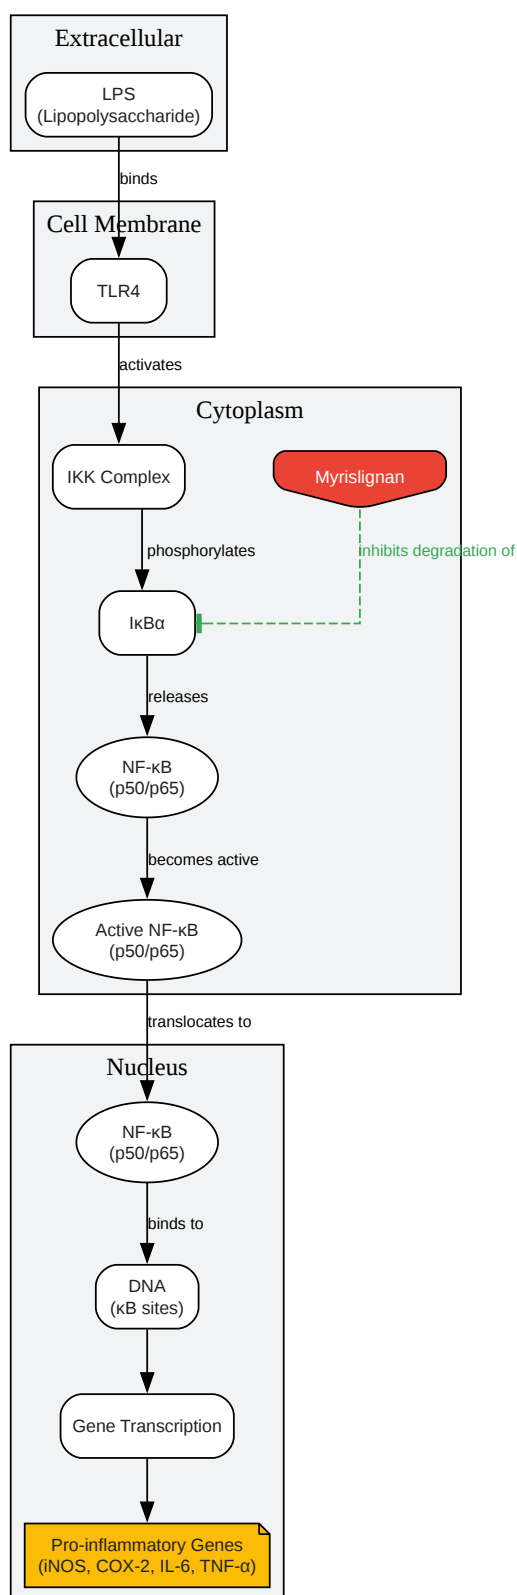 Extracellular
LPS
(Lipopolysaccharide)
binds
Cell Membrane
TLR4
activates
Cytoplasm
IKK Complex
Myrislignan
phosphorylates
inhibits degradation of
IκBα
releases
NF-κB
(p50/p65)
becomes active
Active NF-κB
(p50/p65)
translocates to
Nucleus
NF-κB
(p50/p65)
binds to
DNA
(κB sites)
Gene Transcription
Pro-inflammatory Genes
(iNOS, COX-2, IL-6, TNF-α)